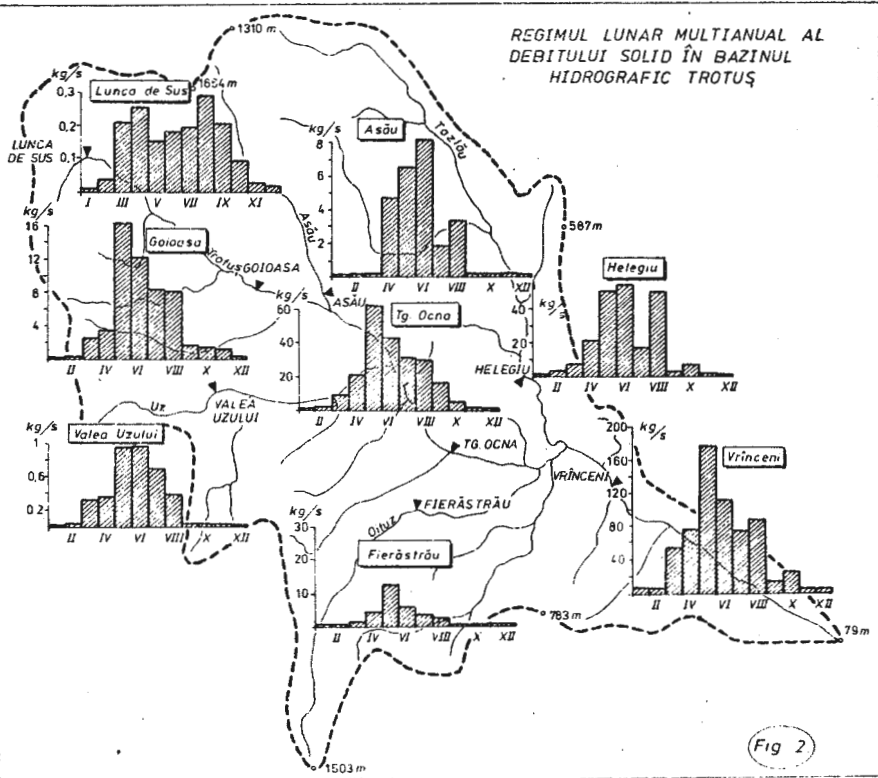 REGIMUL LUNAR MULTIANUAL AL
DEBITULUI SOLID ÎN BAZINUL
HIDROGRAFIC TROTUŞ
1310 m
1664 m
kg/s
Lunca de Sus
0,3
0,2
0,1
LUNCA
DE SUS
I III V VII IX XI
kg/s
Asău
8
6
4
2
II IV VI VIII X XII
Tazlău
Asău
587 m
kg/s
Goioasa
16
12
8
4
II IV VI VIII X XII
Trotuş
GOIOASA
ASĂU
kg/s
Tg. Ocna
60
40
20
II IV VI VIII X XII
Helegiu
kg/s
40
20
II IV VI VIII X XII
HELEGIU
Uz
VALEA
UZULUI
kg/s
Valea Uzului
1
0,6
0,2
II IV VI VIII X XII
TG. OCNA
VRÎNCENI
200
kg/s
Vrînceni
160
120
80
40
II IV VI VIII X XII
FIERĂSTRĂU
Oituz
kg/s
Fierăstrău
30
20
10
II IV VI VIII X XII
783 m
79 m
1503 m
Fig 2